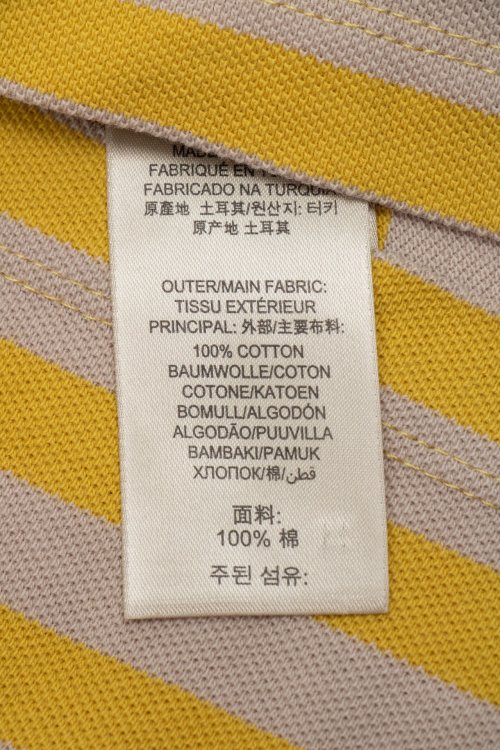 MADE
FABRIQUÉ EN
FABRICADO NA TURQUIA
原產地 土耳其/원산지: 터키
原产地 土耳其
OUTER/MAIN FABRIC:
TISSU EXTÉRIEUR
PRINCIPAL: 外部/主要布料:
100% COTTON
BAUMWOLLE/COTON
COTONE/KATOEN
BOMULL/ALGODÓN
ALGODÃO/PUUVILLA
BAMBAKI/PAMUK
ХЛОПОК/棉/قطن
面料:
100% 棉
주된 섬유: